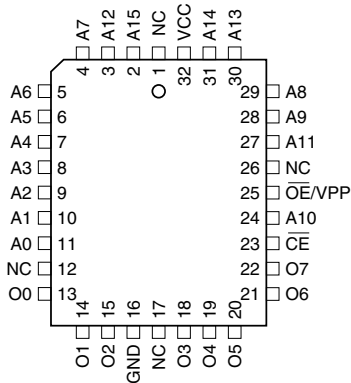 A7 A12 A15 NC VCC A14 A13
4 3 2 1 32 31 30
A6 5 29 A8
A5 6 28 A9
A4 7 27 A11
A3 8 26 NC
A2 9 25 OE/VPP
A1 10 24 A10
A0 11 23 CE
NC 12 22 O7
O0 13 21 O6
14 15 16 17 18 19 20
O1 O2 GND NC O3 O4 O5